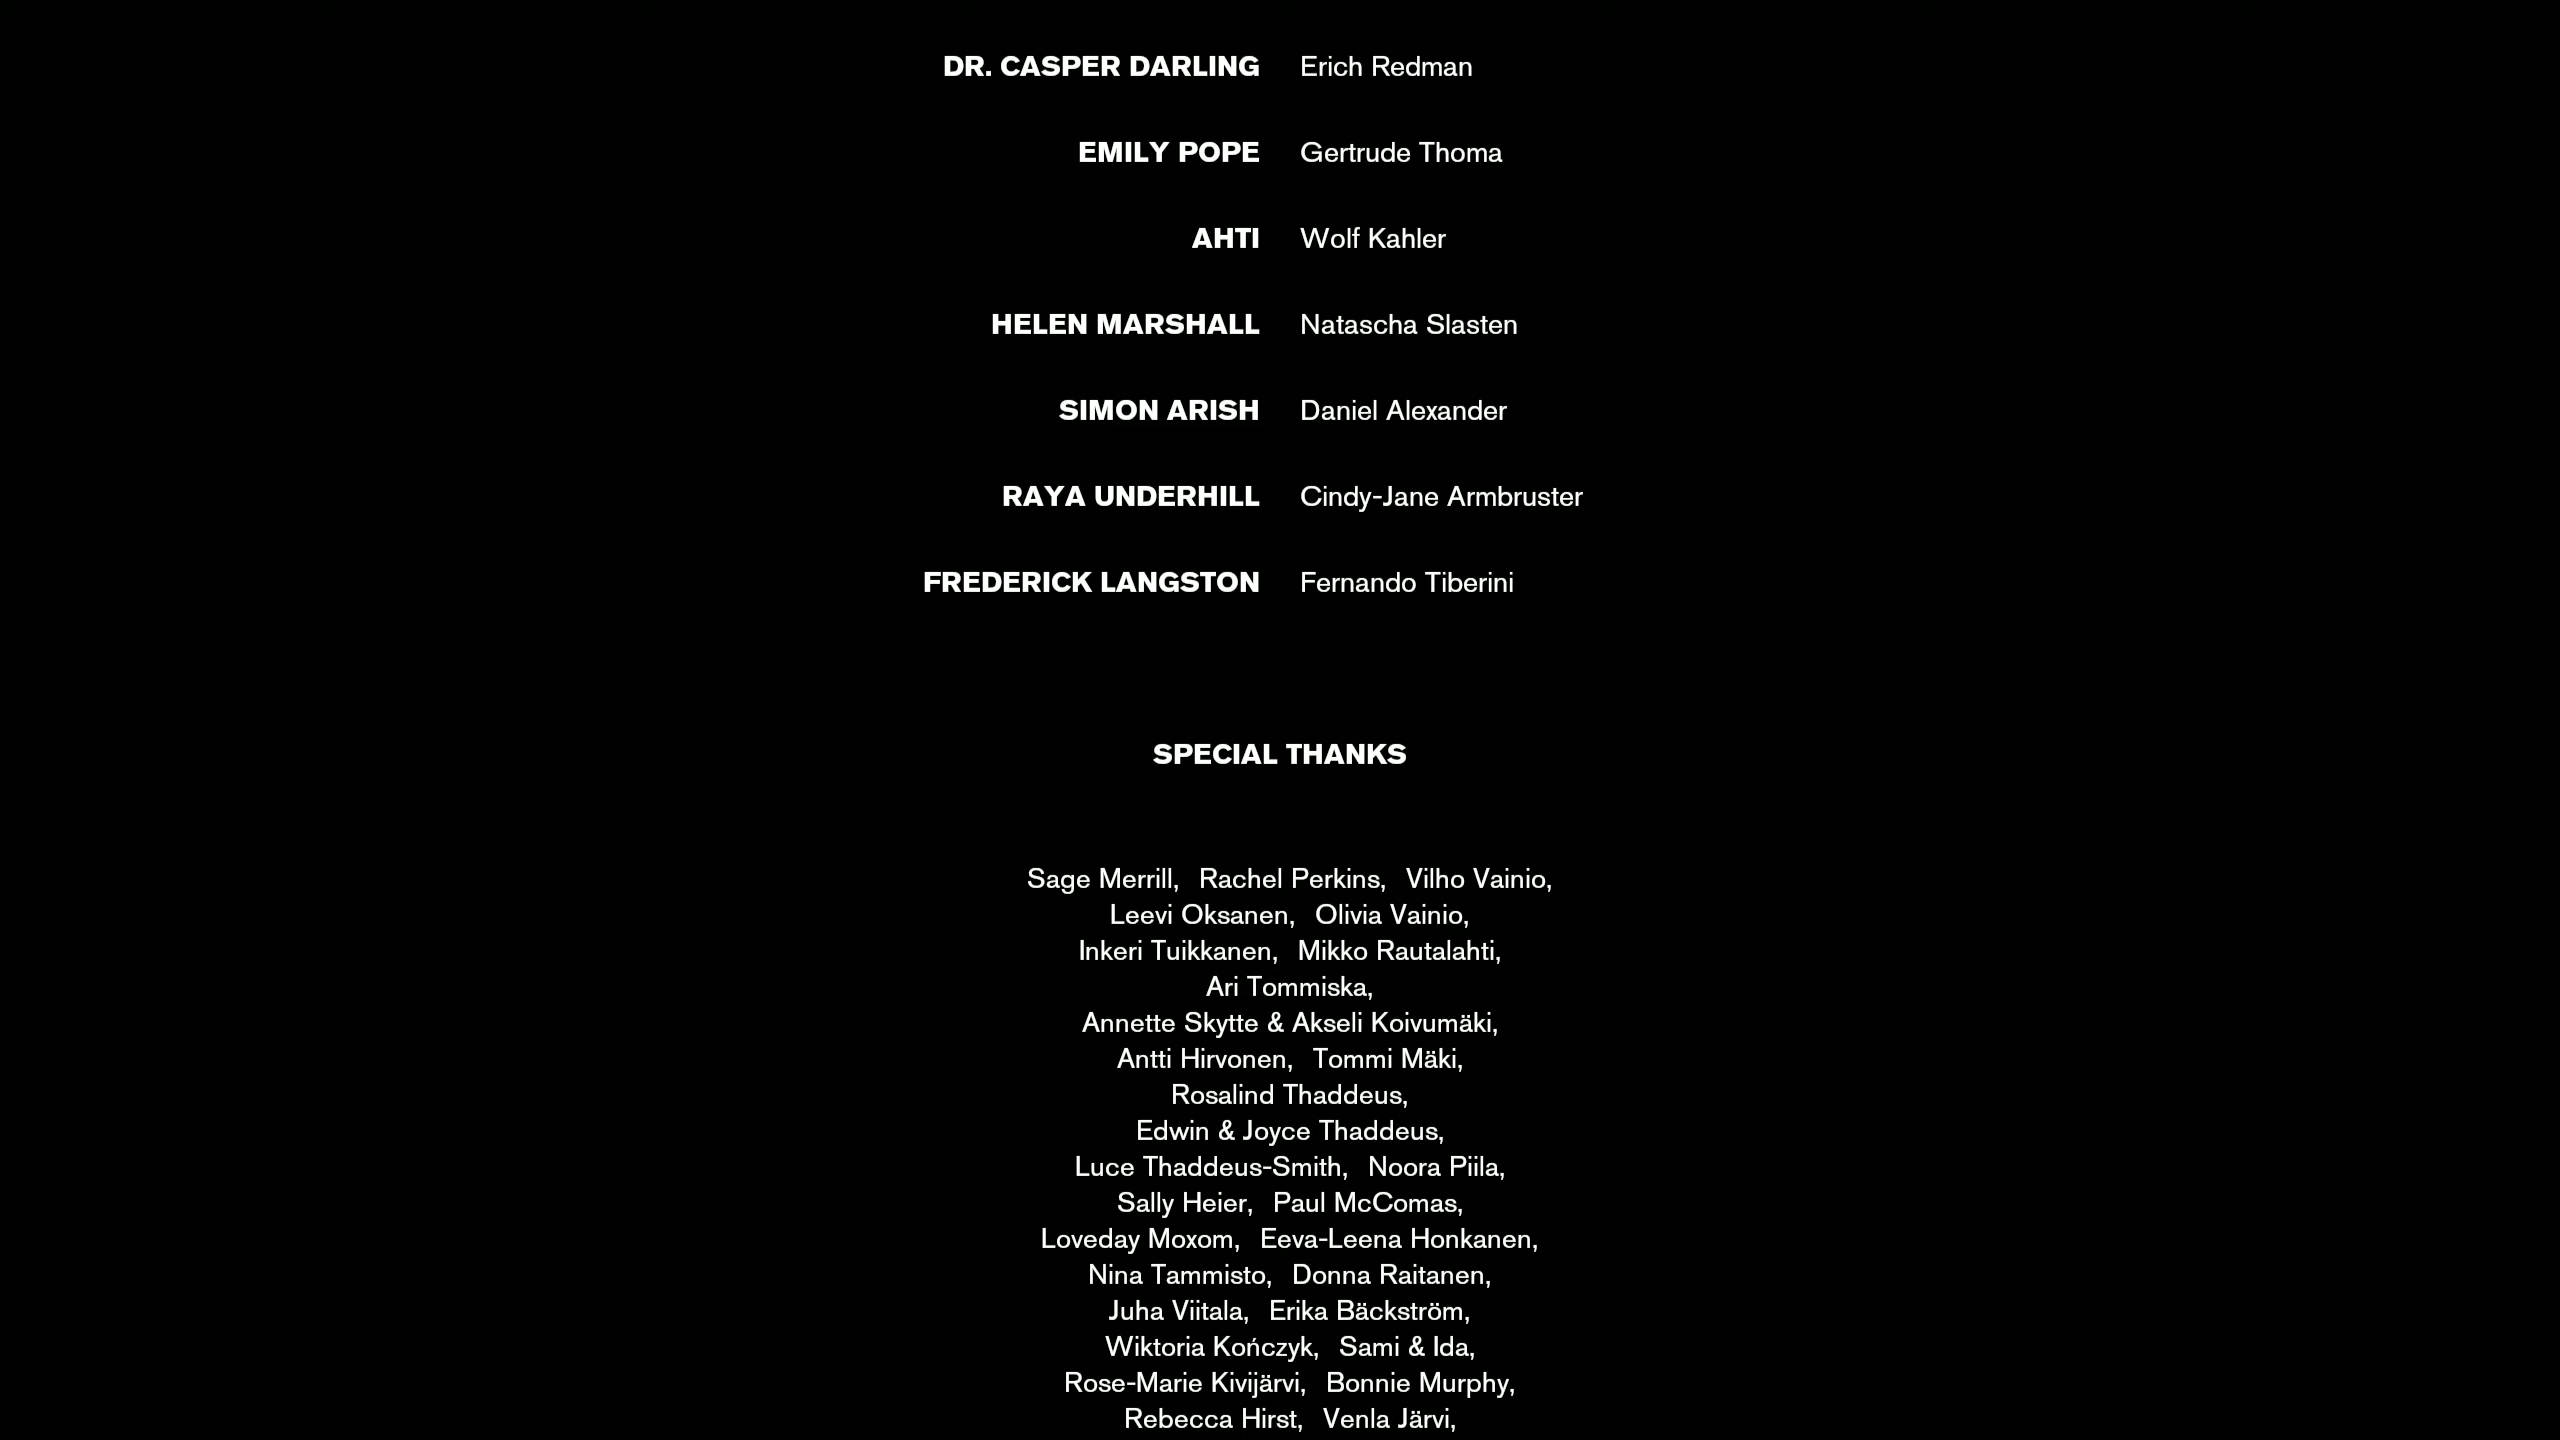 DR. CASPER DARLING Erich Redman
EMILY POPE Gertrude Thoma
AHTI Wolf Kahler
HELEN MARSHALL Natascha Slasten
SIMON ARISH Daniel Alexander
RAYA UNDERHILL Cindy-Jane Armbruster
FREDERICK LANGSTON Fernando Tiberini
SPECIAL THANKS
Sage Merrill, Rachel Perkins, Vilho Vainio,
Leevi Oksanen, Olivia Vainio,
Inkeri Tuikkanen, Mikko Rautalahti,
Ari Tommiska,
Annette Skytte & Akseli Koivumäki,
Antti Hirvonen, Tommi Mäki,
Rosalind Thaddeus,
Edwin & Joyce Thaddeus,
Luce Thaddeus-Smith, Noora Piila,
Sally Heier, Paul McComas,
Loveday Moxom, Eeva-Leena Honkanen,
Nina Tammisto, Donna Raitanen,
Juha Viitala, Erika Bäckström,
Wiktoria Kończyk, Sami & Ida,
Rose-Marie Kivijärvi, Bonnie Murphy,
Rebecca Hirst, Venla Järvi,